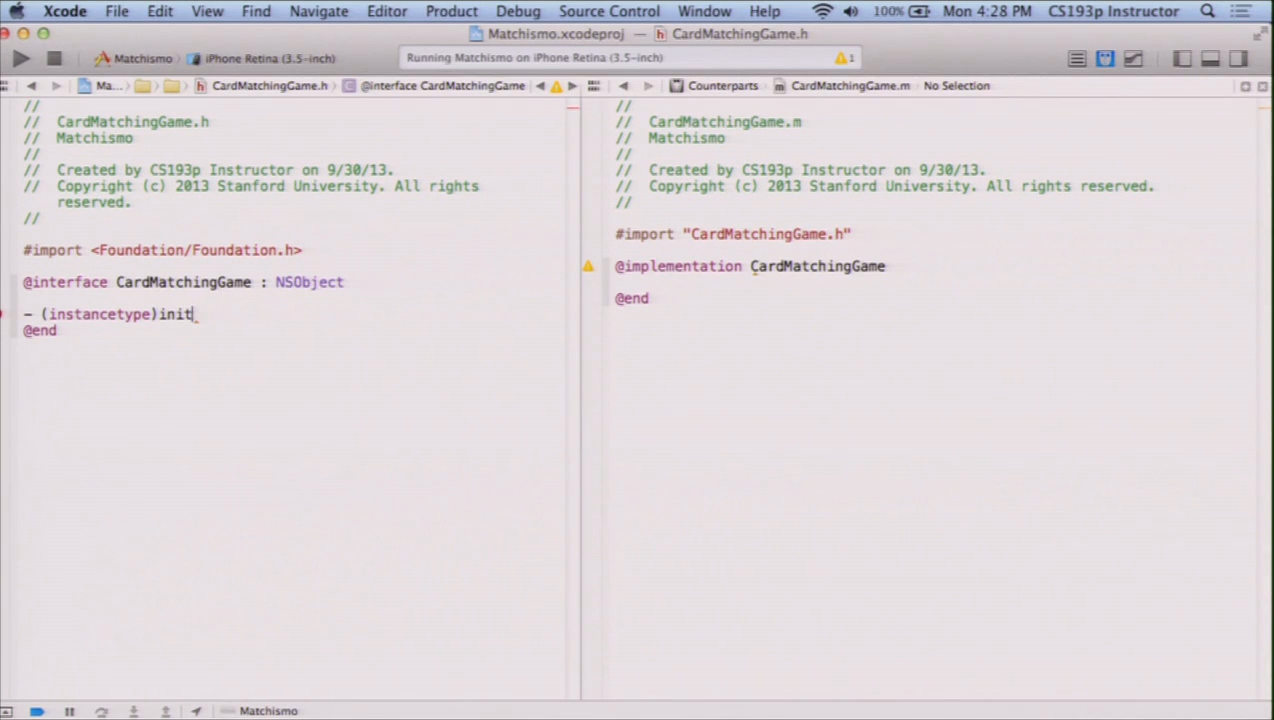 Xcode File Edit View Find Navigate Editor Product Debug Source Control Window Help 100% Mon 4:28 PM CS193p Instructor
Matchismo.xcodeproj — CardMatchingGame.h
Matchismo iPhone Retina (3.5-inch) Running Matchismo on iPhone Retina (3.5-inch) 1
Ma... CardMatchingGame.h @interface CardMatchingGame Counterparts CardMatchingGame.m No Selection
//
// CardMatchingGame.h
// Matchismo
//
// Created by CS193p Instructor on 9/30/13.
// Copyright (c) 2013 Stanford University. All rights
reserved.
//
#import <Foundation/Foundation.h>
@interface CardMatchingGame : NSObject
- (instancetype)init
@end
//
// CardMatchingGame.m
// Matchismo
//
// Created by CS193p Instructor on 9/30/13.
// Copyright (c) 2013 Stanford University. All rights reserved.
//
#import "CardMatchingGame.h"
@implementation CardMatchingGame
@end
Matchismo